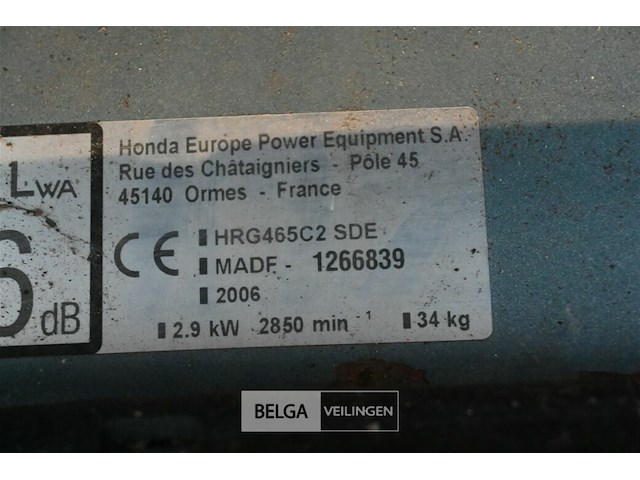 Honda Europe Power Equipment S.A.
Rue des Châtaigniers - Pôle 45
45140 Ormes - France
LWA
dB
CE
HRG465C2 SDE
MADF - 1266839
2006
2.9 kW 2850 min -1
34 kg
BELGA VEILINGEN